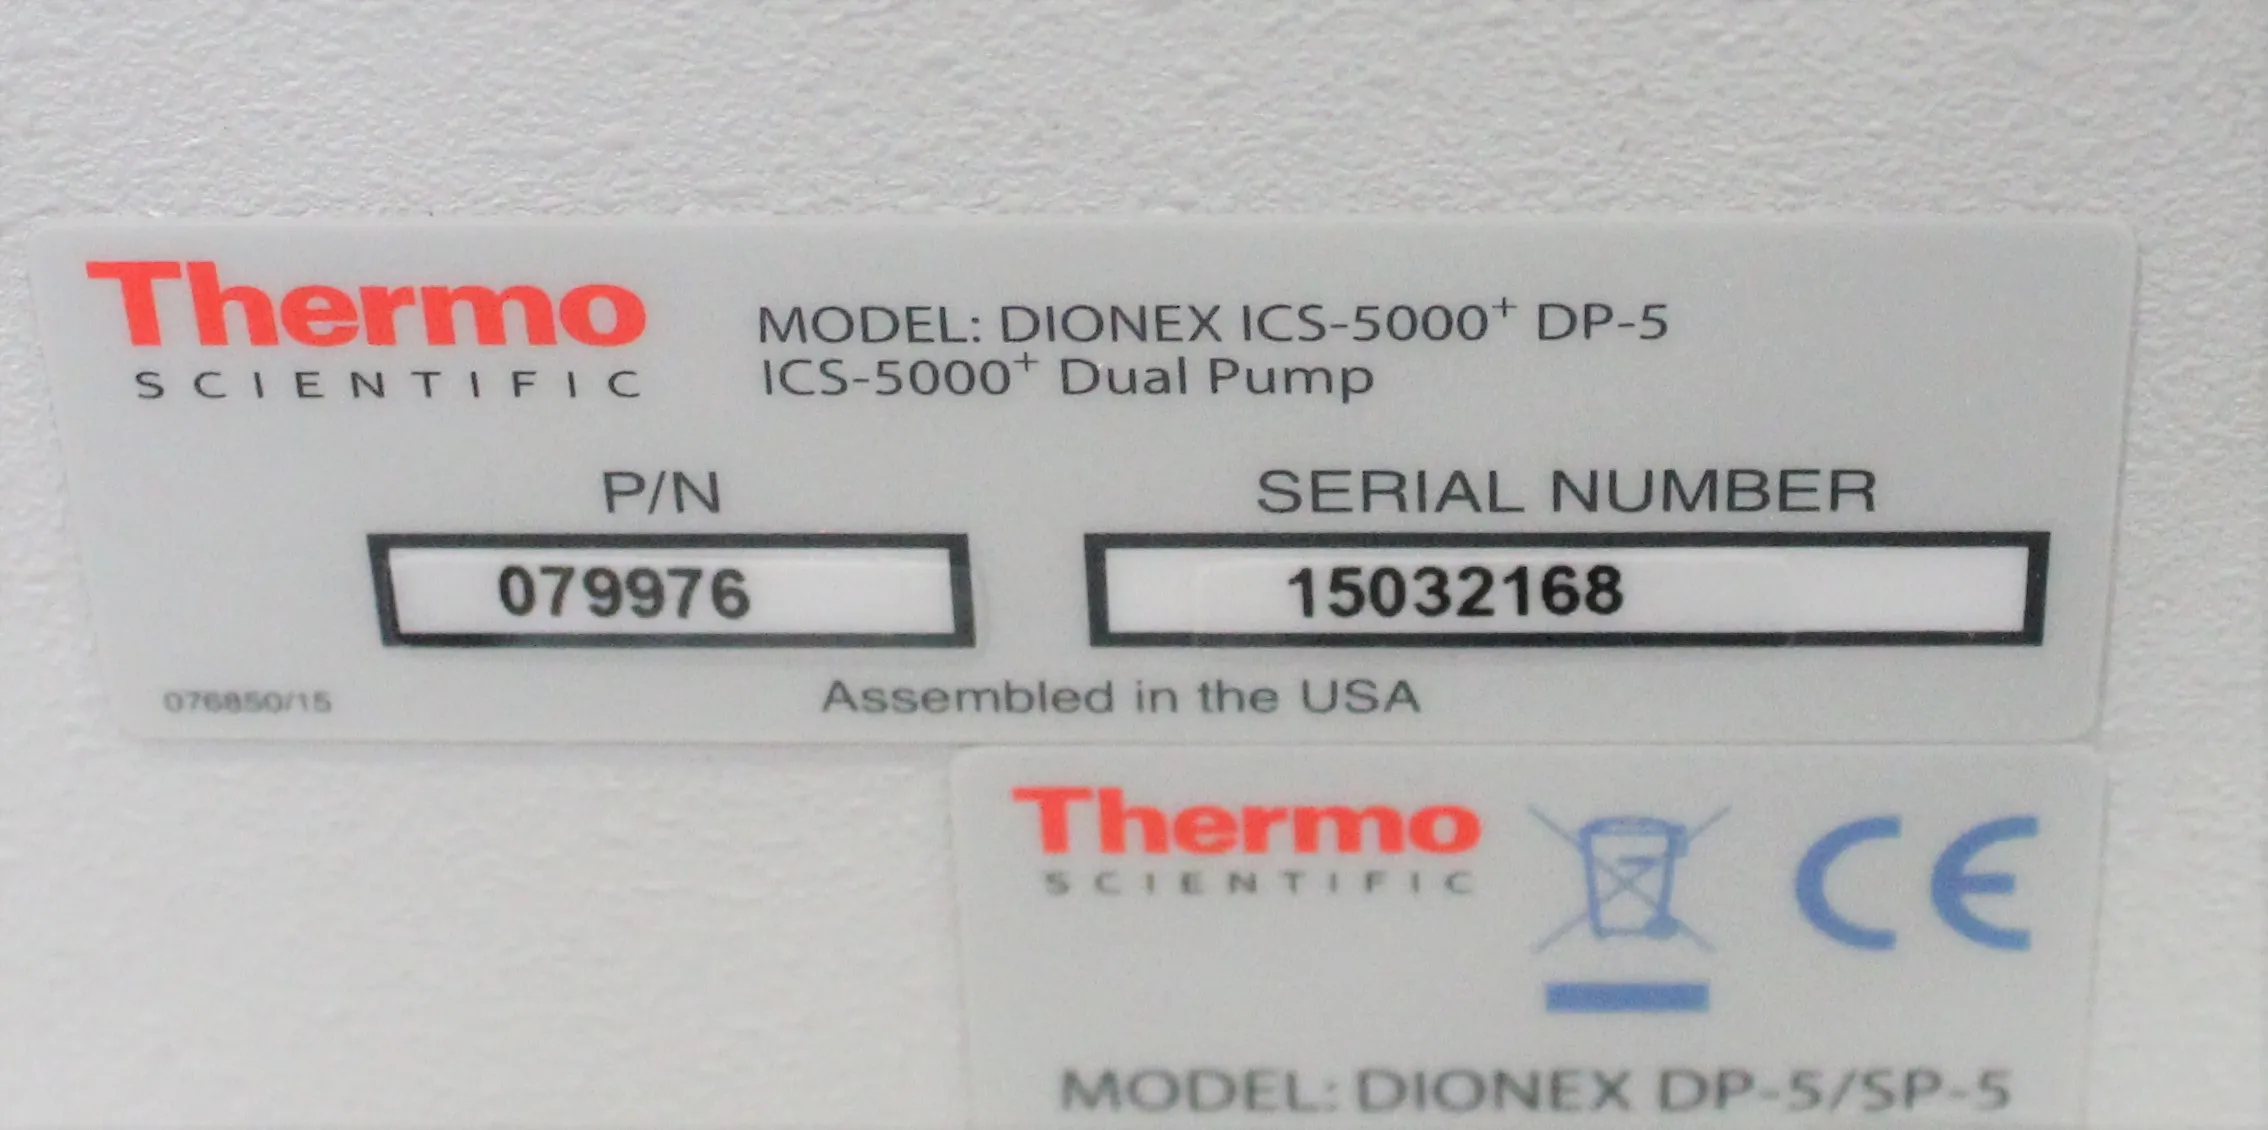 Thermo
SCIENTIFIC
MODEL: DIONEX ICS-5000⁺ DP-5
ICS-5000⁺ Dual Pump
P/N
SERIAL NUMBER
079976
15032168
076850/15
Assembled in the USA
Thermo
SCIENTIFIC
CE
MODEL: DIONEX DP-5/SP-5